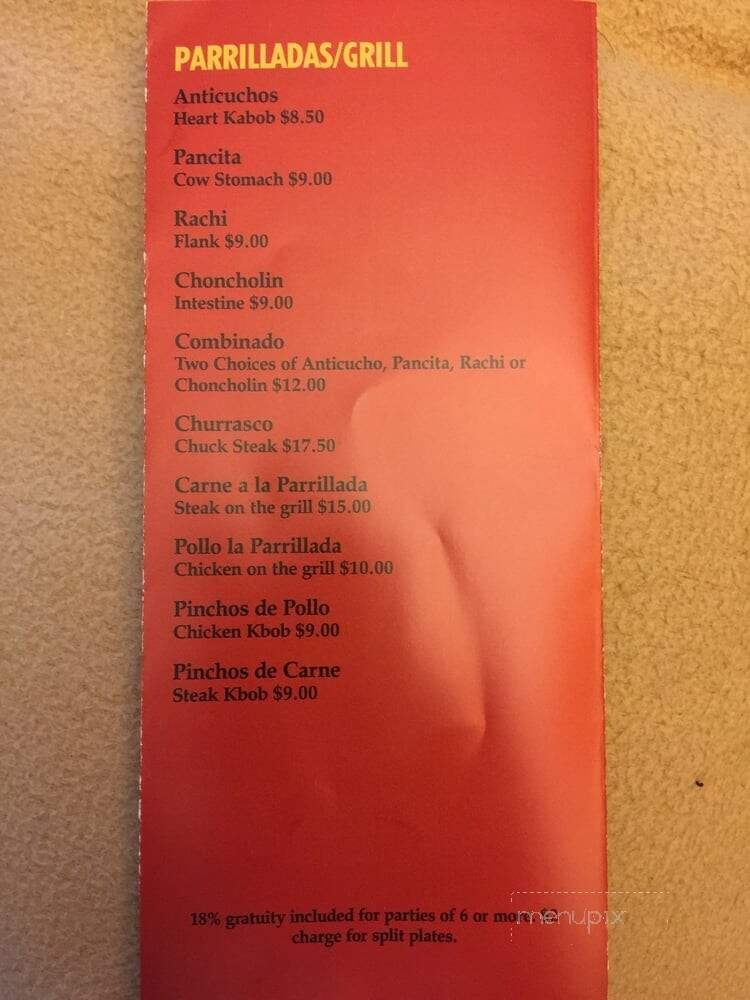 PARRILLADAS/GRILL
Anticuchos
Heart Kabob $8.50
Pancita
Cow Stomach $9.00
Rachi
Flank $9.00
Choncholin
Intestine $9.00
Combinado
Two Choices of Anticucho, Pancita, Rachi or
Choncholin $12.00
Churrasco
Chuck Steak $17.50
Carne a la Parrillada
Steak on the grill $15.00
Pollo la Parrillada
Chicken on the grill $10.00
Pinchos de Pollo
Chicken Kbob $9.00
Pinchos de Carne
Steak Kbob $9.00
18% gratuity included for parties of 6 or more. $2
charge for split plates.
menupix